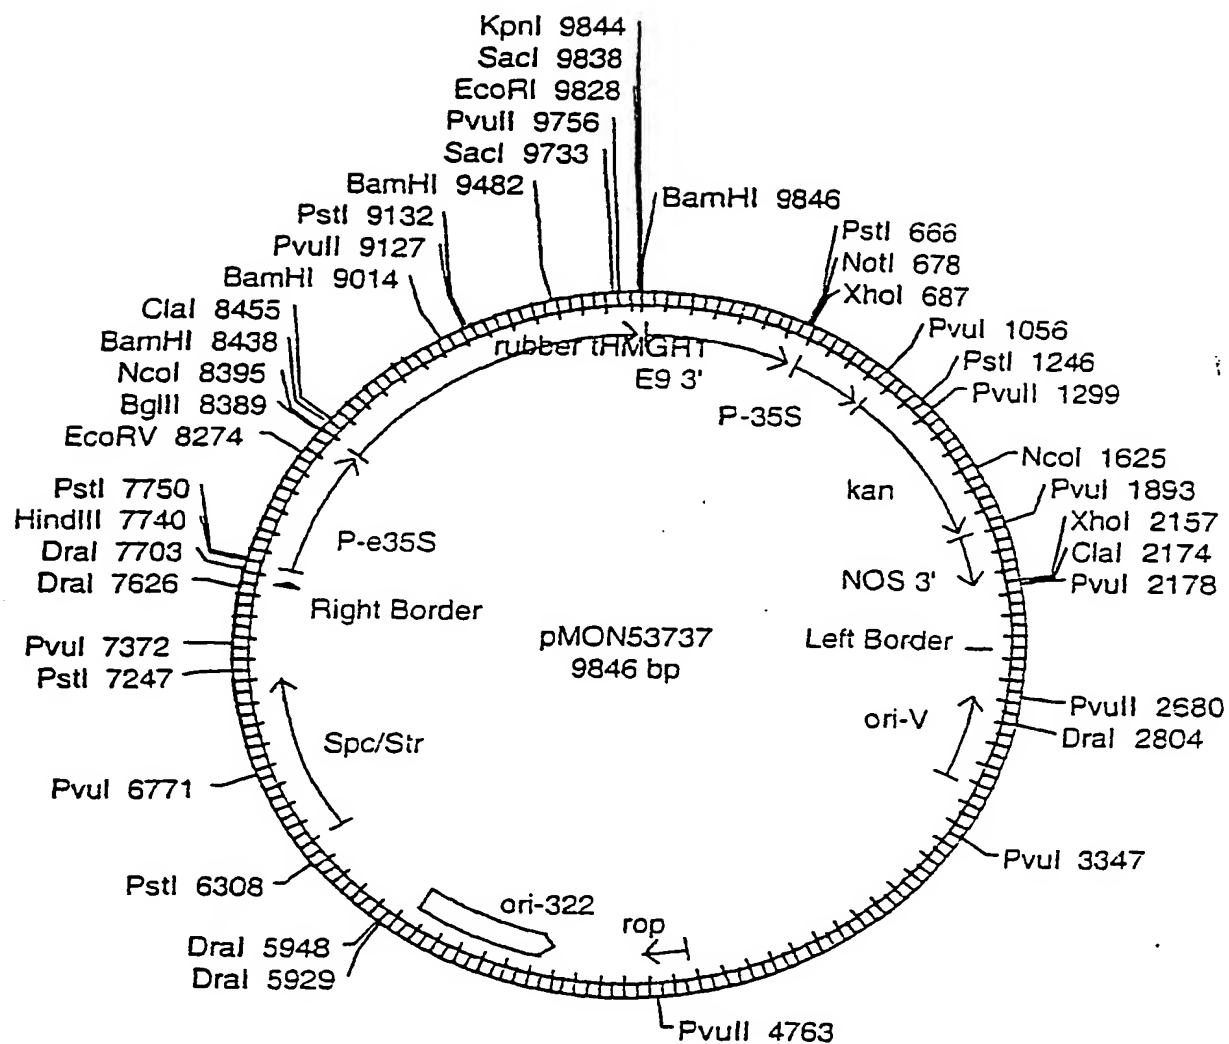 KpnI 9844
SacI 9838
EcoRI 9828
PvuII 9756
SacI 9733
BamHI 9482
PstI 9132
PvuII 9127
BamHI 9014
ClaI 8455
BamHI 8438
NcoI 8395
BglII 8389
EcoRV 8274
PstI 7750
HindIII 7740
DraI 7703
DraI 7626
PvuI 7372
PstI 7247
PvuI 6771
PstI 6308
DraI 5948
DraI 5929
BamHI 9846
PstI 666
NotI 678
XhoI 687
PvuI 1056
PstI 1246
PvuII 1299
NcoI 1625
PvuI 1893
XhoI 2157
ClaI 2174
PvuI 2178
PvuII 2680
DraI 2804
PvuI 3347
PvuII 4763
rubber tHMGR1
E9 3'
P-35S
kan
NOS 3'
Left Border
ori-V
rop
ori-322
Spc/Str
Right Border
P-e35S
pMON53737
9846 bp